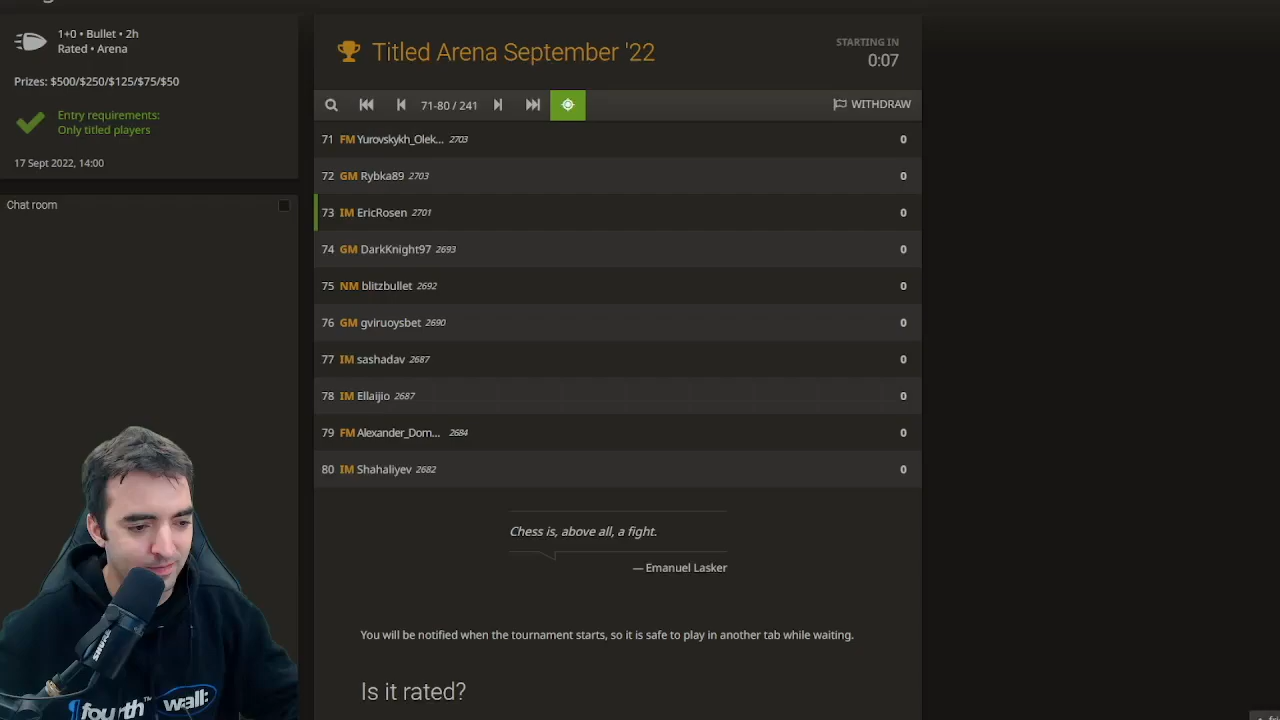 1+0 • Bullet • 2h
Rated • Arena
Prizes: $500/$250/$125/$75/$50
Entry requirements:
Only titled players
17 Sept 2022, 14:00
Chat room
Titled Arena September '22
STARTING IN
0:07
71-80 / 241
WITHDRAW
71 FM Yurovskykh_Olek... 2703 0
72 GM Rybka89 2703 0
73 IM EricRosen 2701 0
74 GM DarkKnight97 2693 0
75 NM blitzbullet 2692 0
76 GM gviruoysbet 2690 0
77 IM sashadav 2687 0
78 IM Ellaijio 2687 0
79 FM Alexander_Dom... 2684 0
80 IM Shahaliyev 2682 0
Chess is, above all, a fight.
— Emanuel Lasker
You will be notified when the tournament starts, so it is safe to play in another tab while waiting.
Is it rated?
SHURE
fourth™ wall: